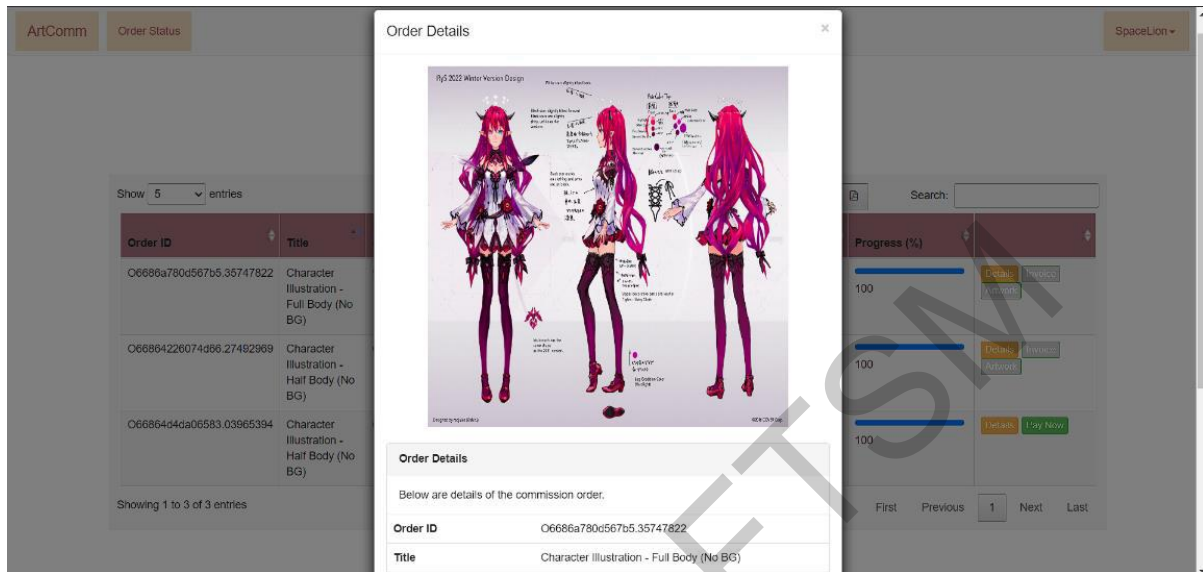 ArtComm
Order Status
SpaceLion
Order Details
×
2022 Winter Version Design
Show 5 entries
Search:
Order ID
Title
Progress (%)
O6686a780d567b5.35747822
Character
Illustration -
Full Body (No
BG)
100
Details Invoice
Artwork
O66864226074d66.27492969
Character
Illustration -
Half Body (No
BG)
100
Details Invoice
Artwork
O66864d4da06583.03965394
Character
Illustration -
Half Body (No
BG)
100
Details Pay Now
Showing 1 to 3 of 3 entries
First Previous 1 Next Last
Order Details
Below are details of the commission order.
Order ID O6686a780d567b5.35747822
Title Character Illustration - Full Body (No BG)
FTSM